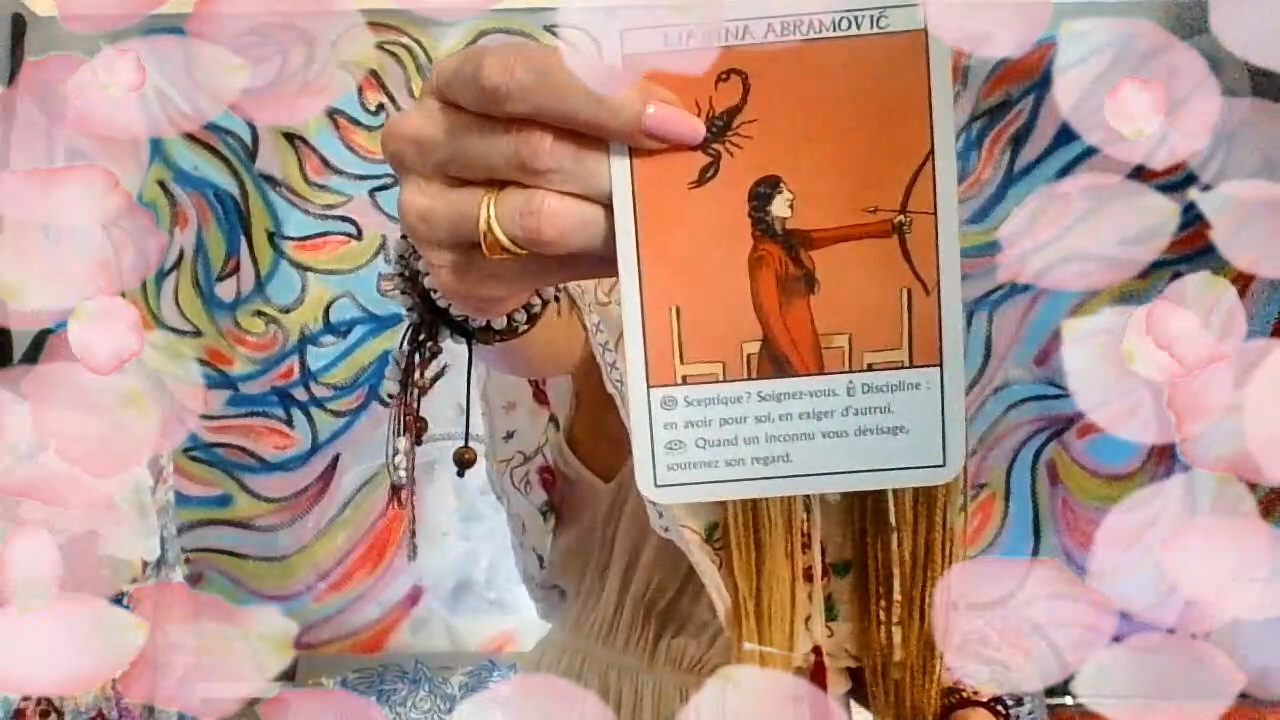 MARINA ABRAMOVIĆ
Sceptique? Soignez-vous. Discipline :
en avoir pour soi, en exiger d'autrui.
Quand un inconnu vous dévisage,
soutenez son regard.